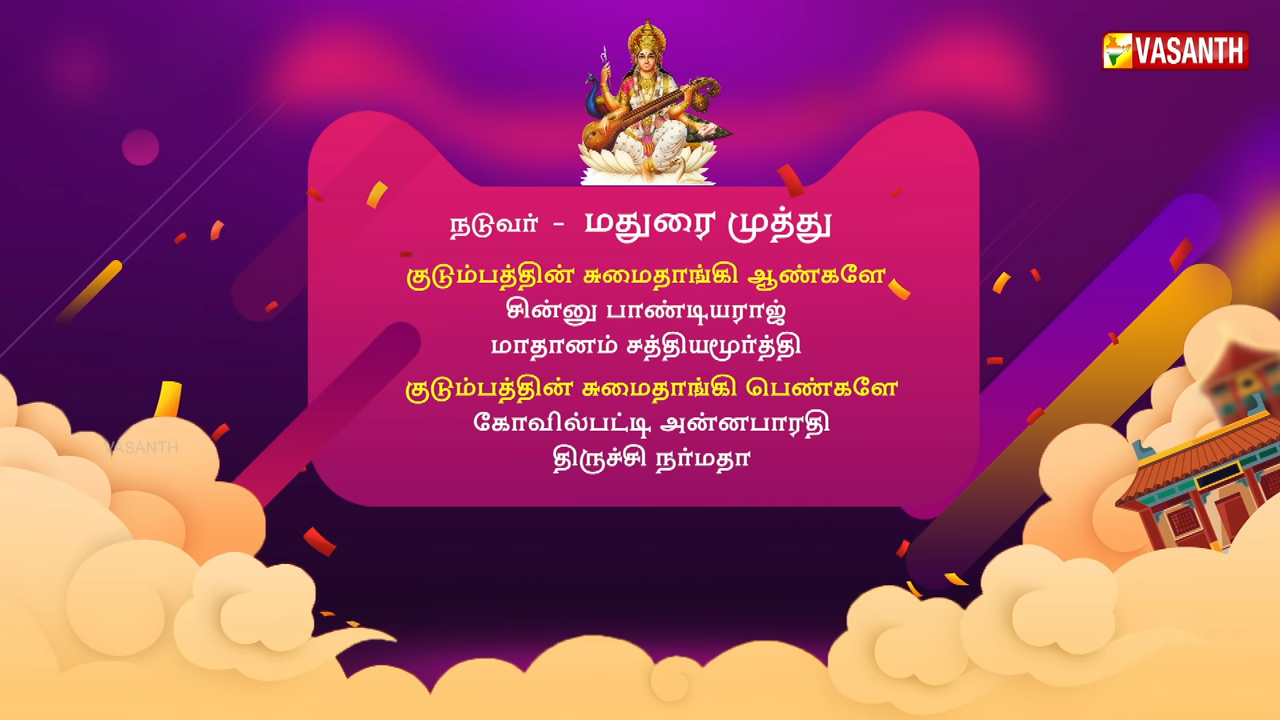 VASANTH
நடுவர் - மதுரை முத்து
குடும்பத்தின் சுமைதாங்கி ஆண்களே
சின்னு பாண்டியராஜ்
மாதானம் சத்தியமூர்த்தி
குடும்பத்தின் சுமைதாங்கி பெண்களே
கோவில்பட்டி அன்னபாரதி
திருச்சி நர்மதா
VASANTH